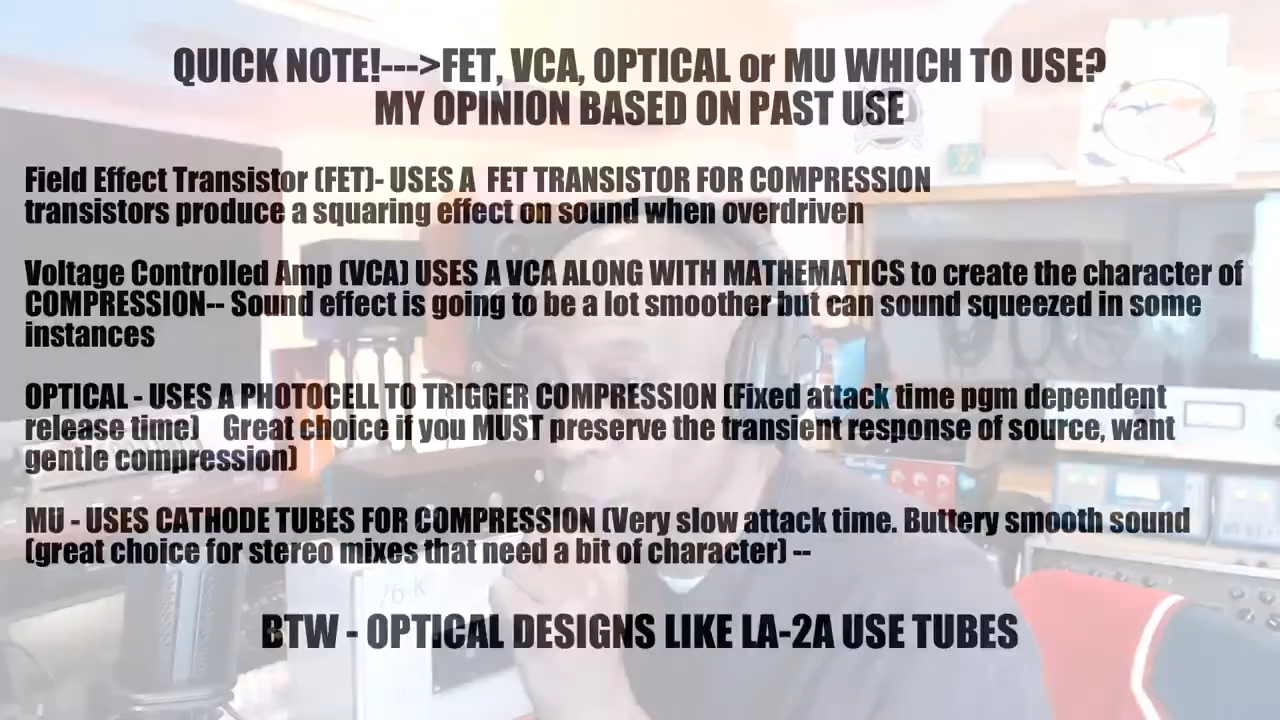 QUICK NOTE!--->FET, VCA, OPTICAL or MU WHICH TO USE?
MY OPINION BASED ON PAST USE
Field Effect Transistor (FET)- USES A FET TRANSISTOR FOR COMPRESSION
transistors produce a squaring effect on sound when overdriven
Voltage Controlled Amp (VCA) USES A VCA ALONG WITH MATHEMATICS to create the character of
COMPRESSION-- Sound effect is going to be a lot smoother but can sound squeezed in some
instances
OPTICAL - USES A PHOTOCELL TO TRIGGER COMPRESSION (Fixed attack time pgm dependent
release time) Great choice if you MUST preserve the transient response of source, want
gentle compression)
MU - USES CATHODE TUBES FOR COMPRESSION (Very slow attack time. Buttery smooth sound
(great choice for stereo mixes that need a bit of character) --
76-K
BTW - OPTICAL DESIGNS LIKE LA-2A USE TUBES